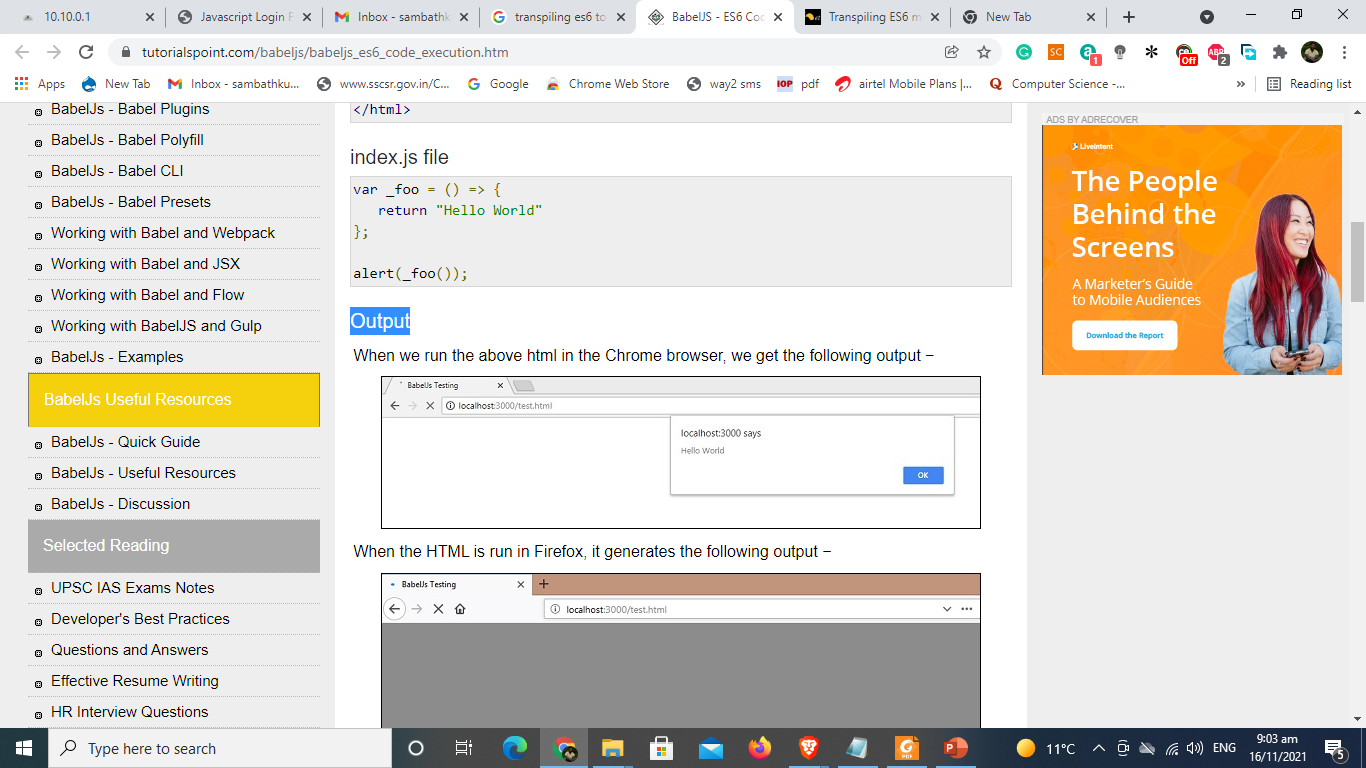 10.10.0.1
Javascript Login F
Inbox - sambathk
transpiling es6 to
BabelJS - ES6 Coc
Transpiling ES6 m
New Tab
tutorialspoint.com/babeljs/babeljs_es6_code_execution.htm
SC
a
1
Off
ABP
2
Apps
New Tab
Inbox - sambathku...
www.sscsr.gov.in/C...
Google
Chrome Web Store
way2 sms
IOP
pdf
airtel Mobile Plans |...
Computer Science -...
»
Reading list
BabelJs - Babel Plugins
BabelJs - Babel Polyfill
BabelJs - Babel CLI
BabelJs - Babel Presets
Working with Babel and Webpack
Working with Babel and JSX
Working with Babel and Flow
Working with BabelJS and Gulp
BabelJs - Examples
BabelJs Useful Resources
BabelJs - Quick Guide
BabelJs - Useful Resources
BabelJs - Discussion
Selected Reading
UPSC IAS Exams Notes
Developer's Best Practices
Questions and Answers
Effective Resume Writing
HR Interview Questions
</html>
index.js file
var _foo = () => {
return "Hello World"
};
alert(_foo());
Output
When we run the above html in the Chrome browser, we get the following output −
BabelJs Testing
localhost:3000/test.html
localhost:3000 says
Hello World
OK
When the HTML is run in Firefox, it generates the following output −
BabelJs Testing
localhost:3000/test.html
ADS BY ADRECOVER
LiveIntent
The People
Behind the
Screens
A Marketer's Guide
to Mobile Audiences
Download the Report
Type here to search
11°C
ENG
9:03 am
16/11/2021
5